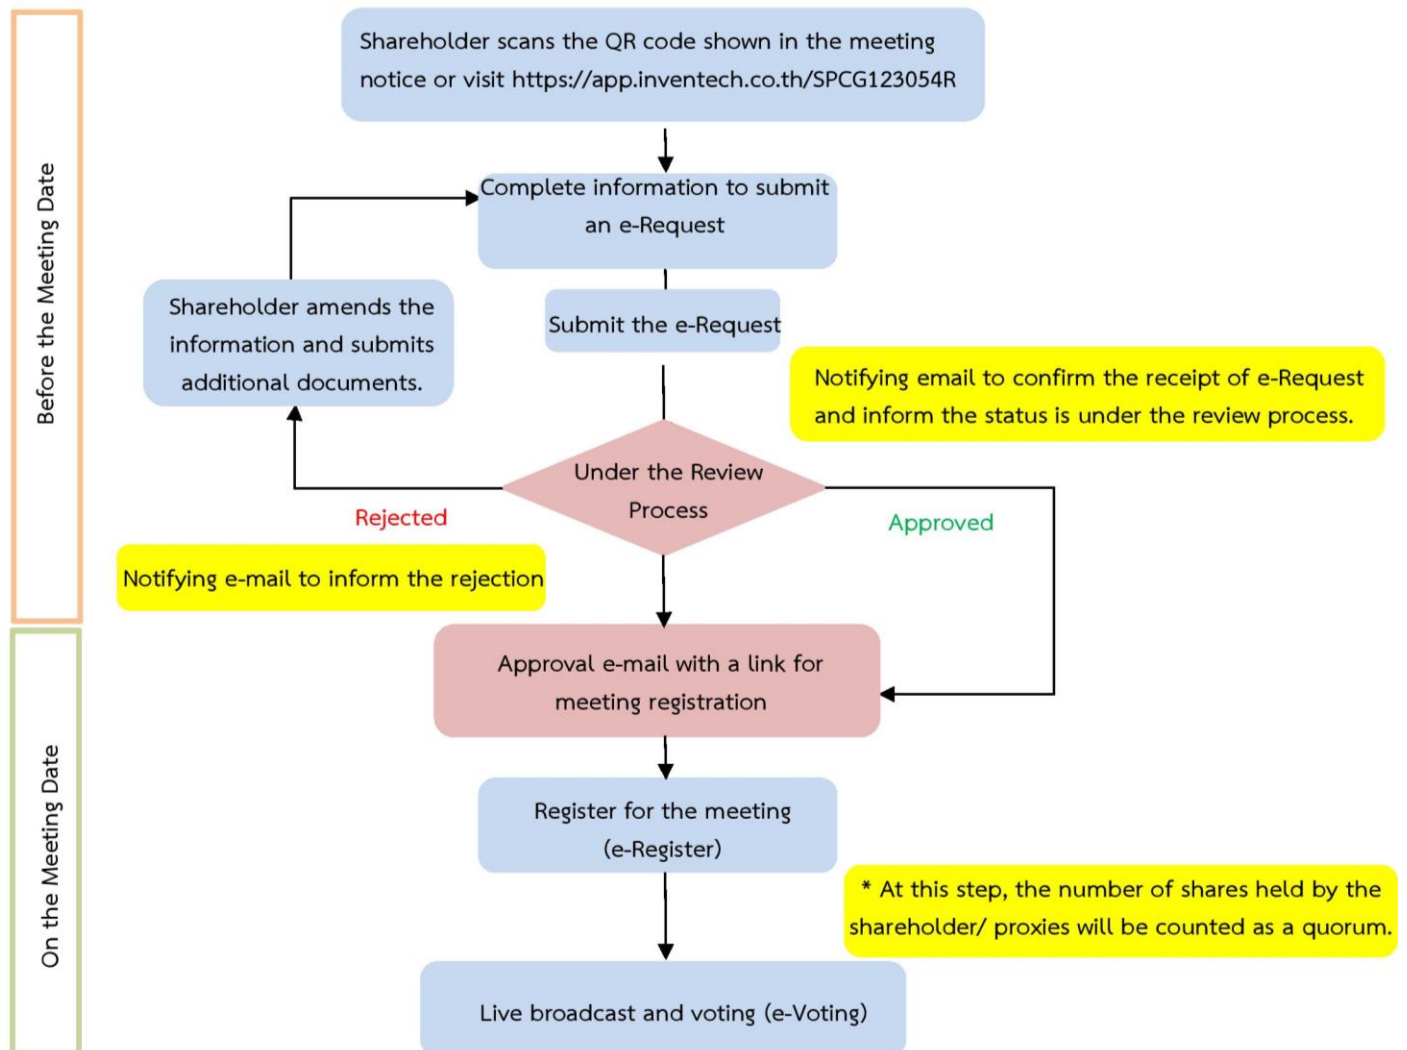 Before the Meeting Date
Shareholder scans the QR code shown in the meeting
notice or visit https://app.inventech.co.th/SPCG123054R
Complete information to submit
an e-Request
Shareholder amends the
information and submits
additional documents.
Submit the e-Request
Notifying email to confirm the receipt of e-Request
and inform the status is under the review process.
Under the Review
Process
Rejected
Approved
Notifying e-mail to inform the rejection
On the Meeting Date
Approval e-mail with a link for
meeting registration
Register for the meeting
(e-Register)
* At this step, the number of shares held by the
shareholder/ proxies will be counted as a quorum.
Live broadcast and voting (e-Voting)